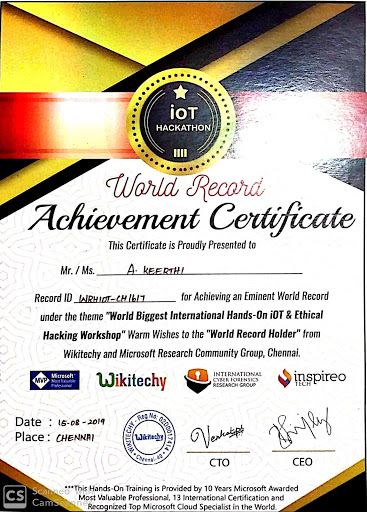 iOT
HACKATHON
World Record
Achievement Certificate
This Certificate is Proudly Presented to
Mr. / Ms. A. KEERTHI
Record ID WRHIOT-CH1617 for Achieving an Eminent World Record
under the theme "World Biggest International Hands-On iOT & Ethical
Hacking Workshop" Warm Wishes to the "World Record Holder" from
Wikitechy and Microsoft Research Community Group, Chennai.
MVP Microsoft® Most Valuable Professional
Wikitechy
INTERNATIONAL CYBER FORENSICS RESEARCH GROUP
inspireo TECH
Date : 15-08-2019
Place : CHENNAI
WIKITECHY
Reg No:
Wikitechy
Chennai
CTO
CEO
***This Hands-On Training is Provided by 10 Years Microsoft Awarded
Most Valuable Professional, 13 International Certification and
Recognized Top Microsoft Cloud Specialist in the World.
CS
Scanned
CamScanner